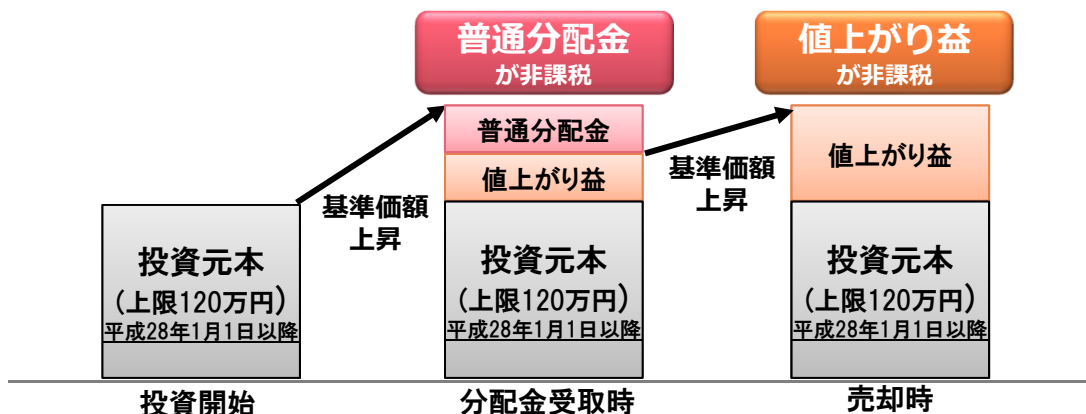 普通分配金
が非課税
値上がり益
が非課税
普通分配金
値上がり益
値上がり益
基準価額
上昇
基準価額
上昇
投資元本
(上限120万円)
平成28年1月1日以降
投資元本
(上限120万円)
平成28年1月1日以降
投資元本
(上限120万円)
平成28年1月1日以降
投資開始
分配金受取時
売却時